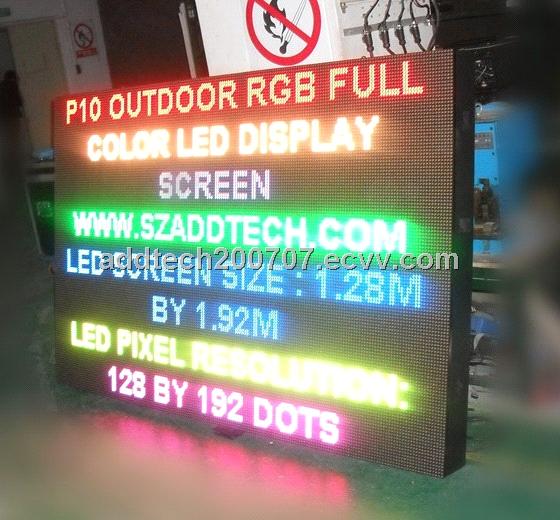 P10 OUTDOOR RGB FULL
COLOR LED DISPLAY
SCREEN
WWW.SZADDTECH.COM
addtech200707.ecvv.com
LED SCREEN SIZE : 1.28M
BY 1.92M
LED PIXEL RESOLUTION:
128 BY 192 DOTS